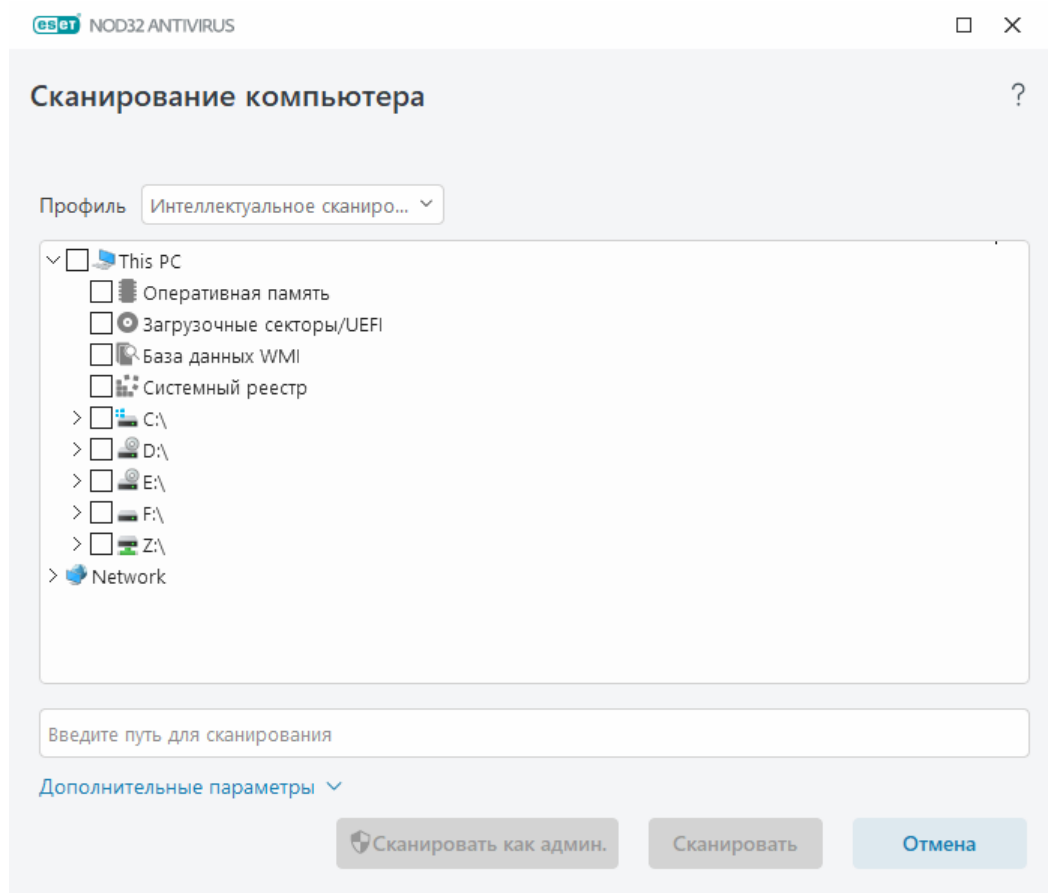 eset NOD32 ANTIVIRUS
Сканирование компьютера
?
Профиль Интеллектуальное сканиро...
This PC
Оперативная память
Загрузочные секторы/UEFI
База данных WMI
Системный реестр
C:\
D:\
E:\
F:\
Z:\
Network
Введите путь для сканирования
Дополнительные параметры
Сканировать как админ. Сканировать Отмена